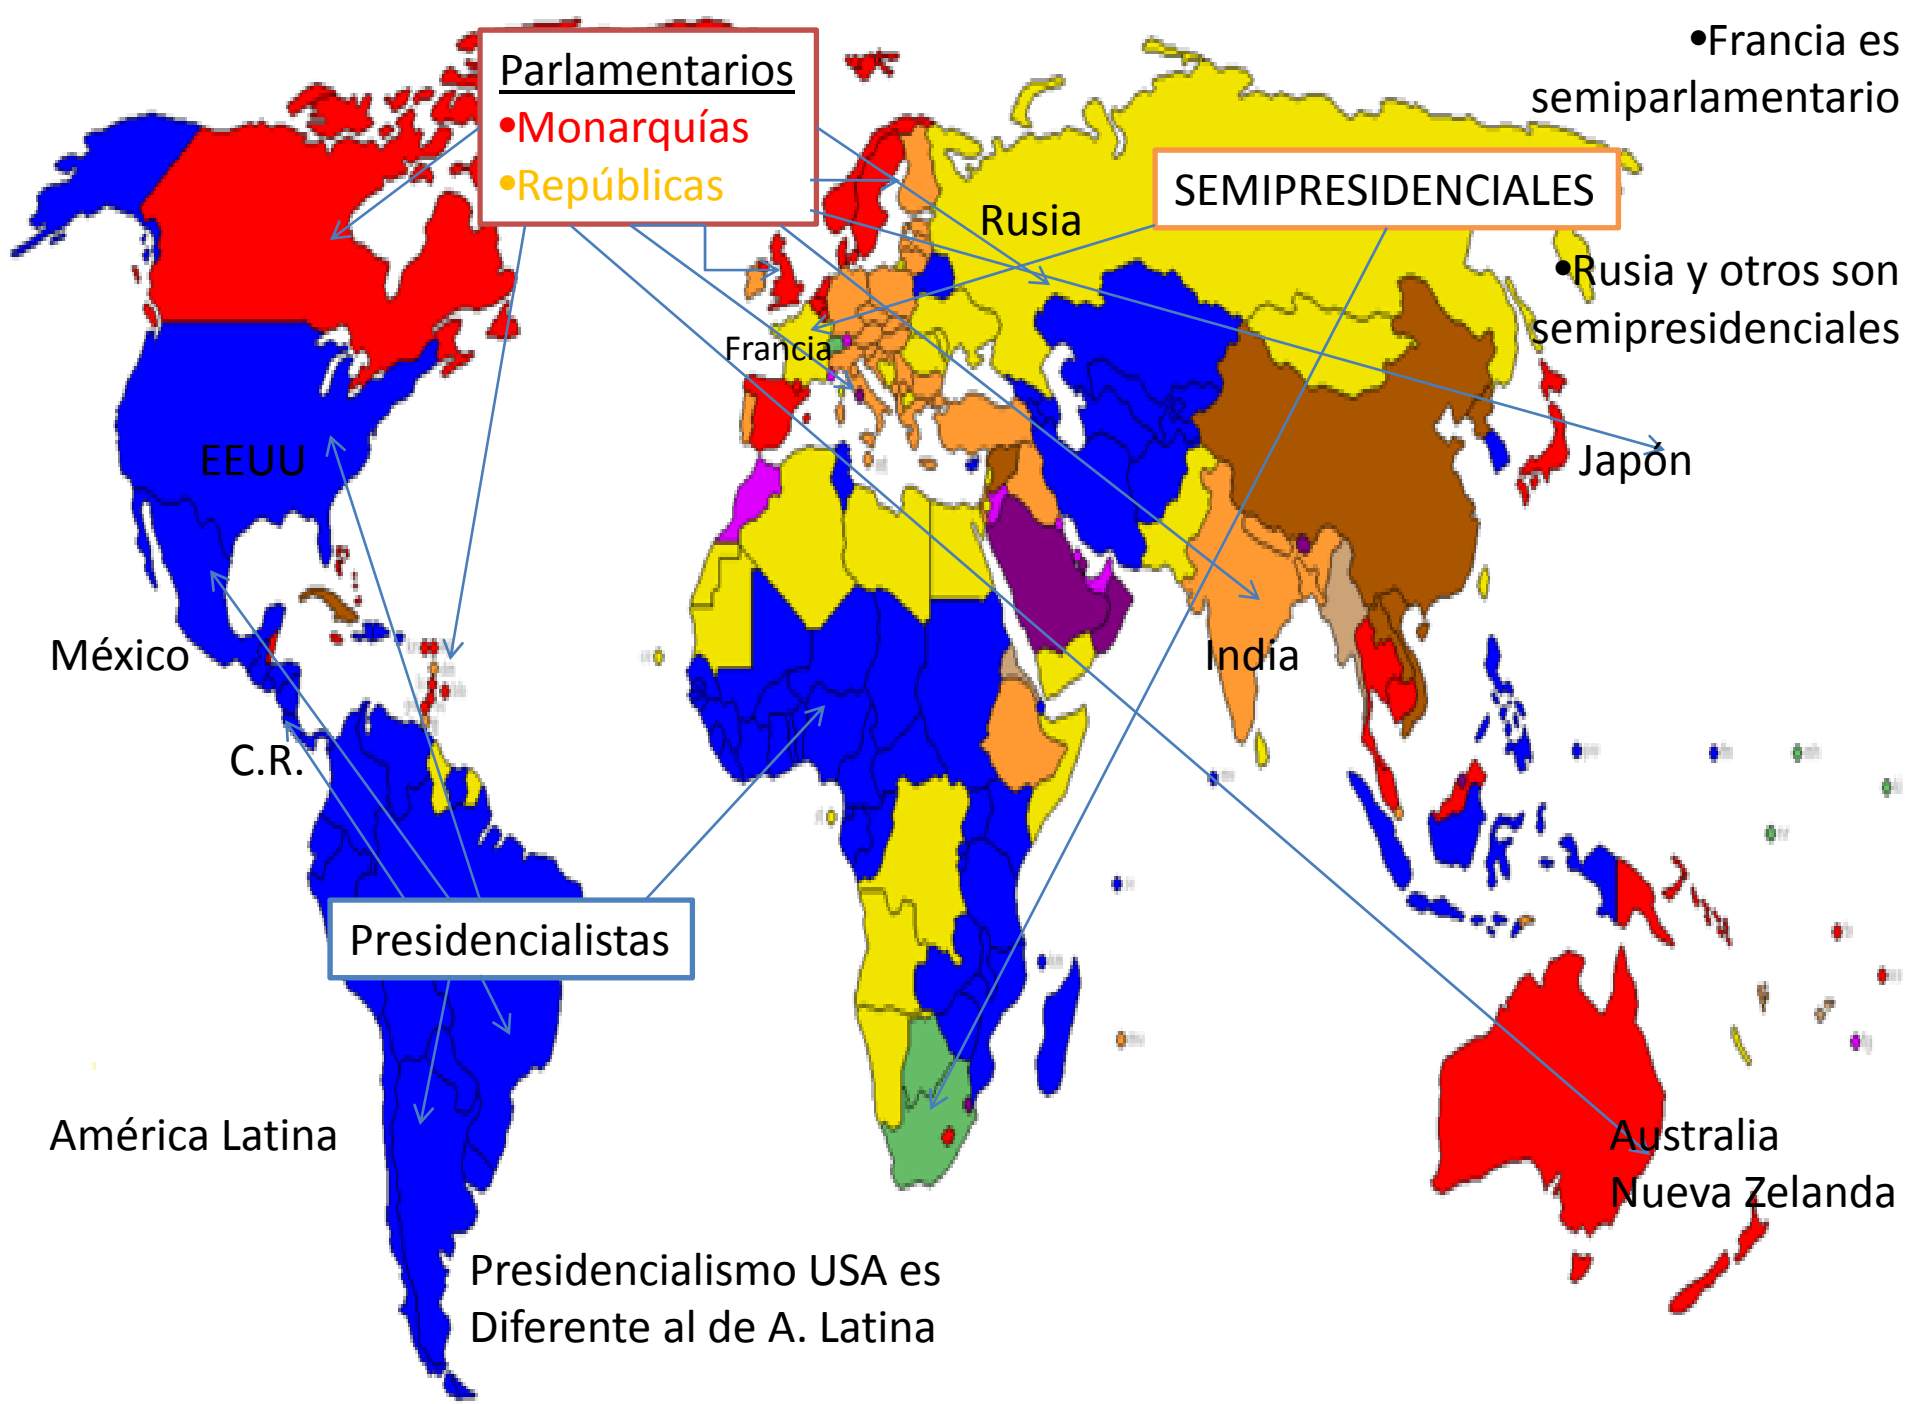 Parlamentarios
•Monarquías
•Repúblicas
•Francia es
semiparlamentario
SEMIPRESIDENCIALES
Rusia
•Rusia y otros son
semipresidenciales
Francia
EEUU
Japón
México
India
C.R.
Presidencialistas
América Latina
Australia
Nueva Zelanda
Presidencialismo USA es
Diferente al de A. Latina